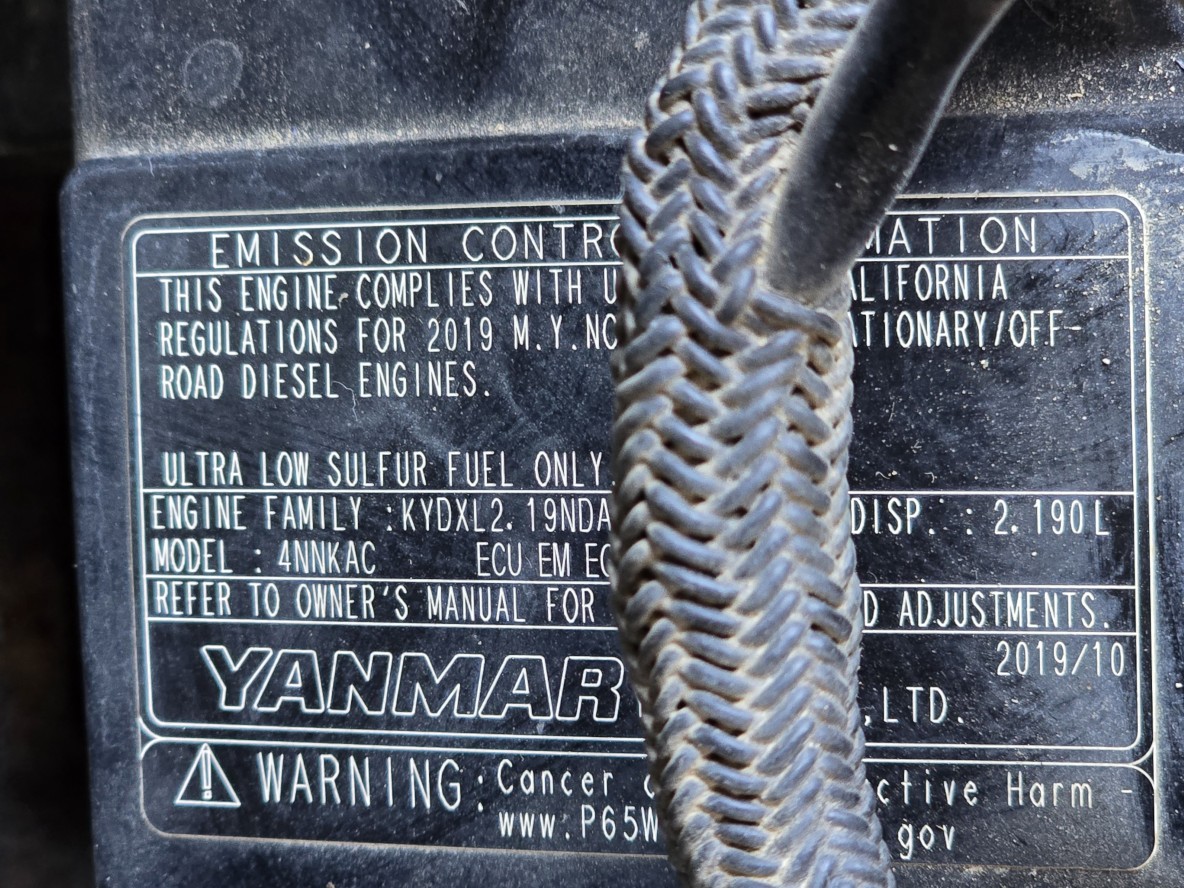 EMISSION CONTR MATION
THIS ENGINE COMPLIES WITH U ALIFORNIA
REGULATIONS FOR 2019 M.Y.NO TIONARY/OFF-
ROAD DIESEL ENGINES.
ULTRA LOW SULFUR FUEL ONLY
ENGINE FAMILY :KYDXL2.19NDA DISP. : 2.190L
MODEL : 4NNKAC ECU EM EC
REFER TO OWNER'S MANUAL FOR D ADJUSTMENTS.
2019/10
YANMAR ,LTD.
WARNING: Cancer ctive Harm -
www.P65W gov